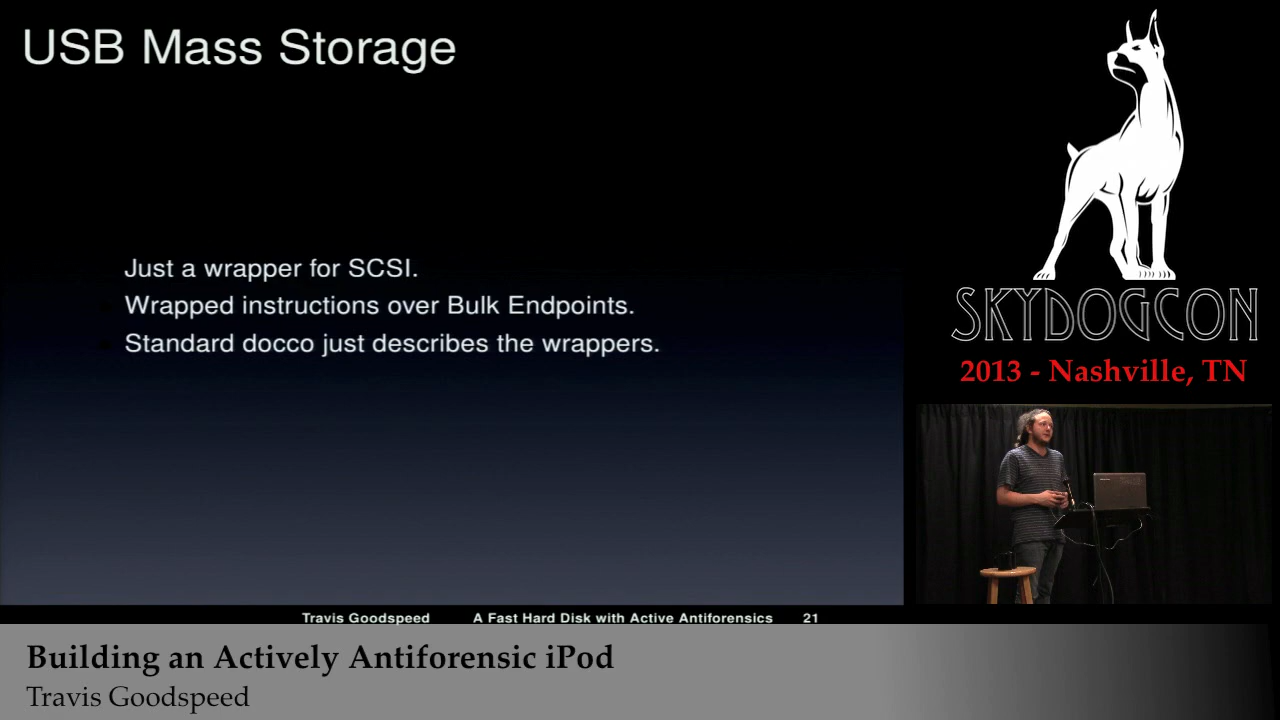 USB Mass Storage
Just a wrapper for SCSI.
Wrapped instructions over Bulk Endpoints.
Standard docco just describes the wrappers.
Travis Goodspeed A Fast Hard Disk with Active Antiforensics 21
SKYDOGCON
2013 - Nashville, TN
Building an Actively Antiforensic iPod
Travis Goodspeed